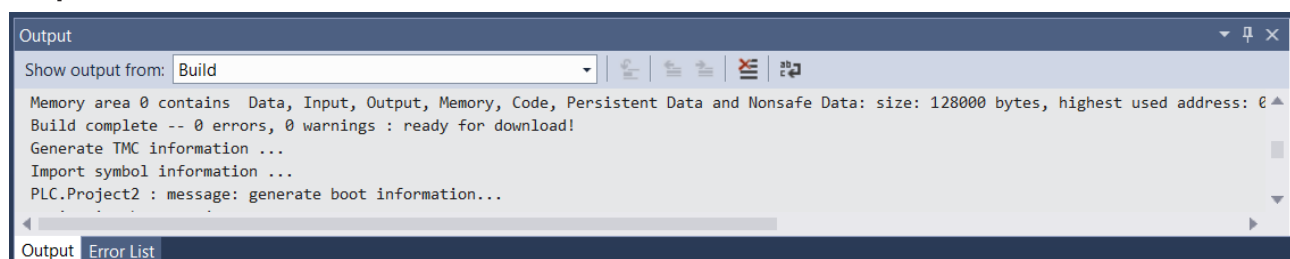 Output
Show output from: Build
Memory area 0 contains  Data, Input, Output, Memory, Code, Persistent Data and Nonsafe Data: size: 128000 bytes, highest used address:
Build complete -- 0 errors, 0 warnings : ready for download!
Generate TMC information ...
Import symbol information ...
PLC.Project2 : message: generate boot information...
Output Error List